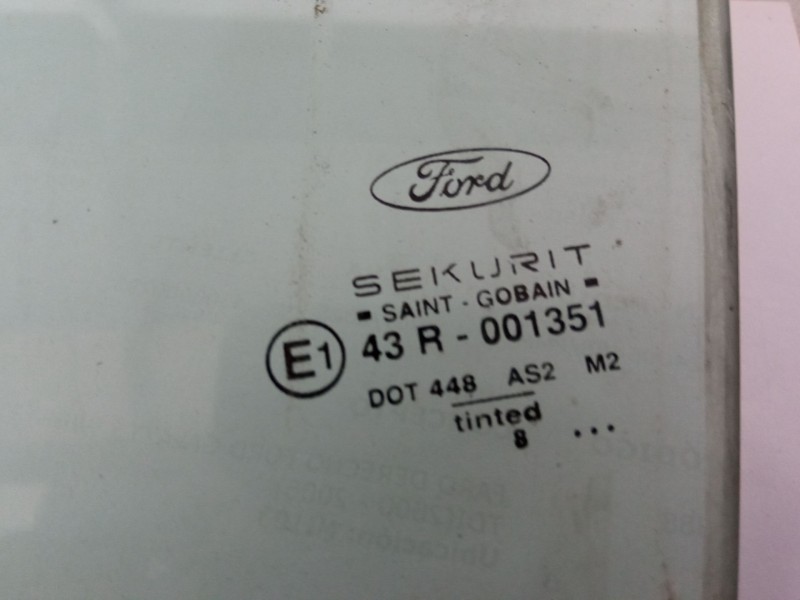 Ford
SEKURIT
SAINT - GOBAIN
E1 43 R - 001351
DOT 448 AS2 M2
tinted
8 ...